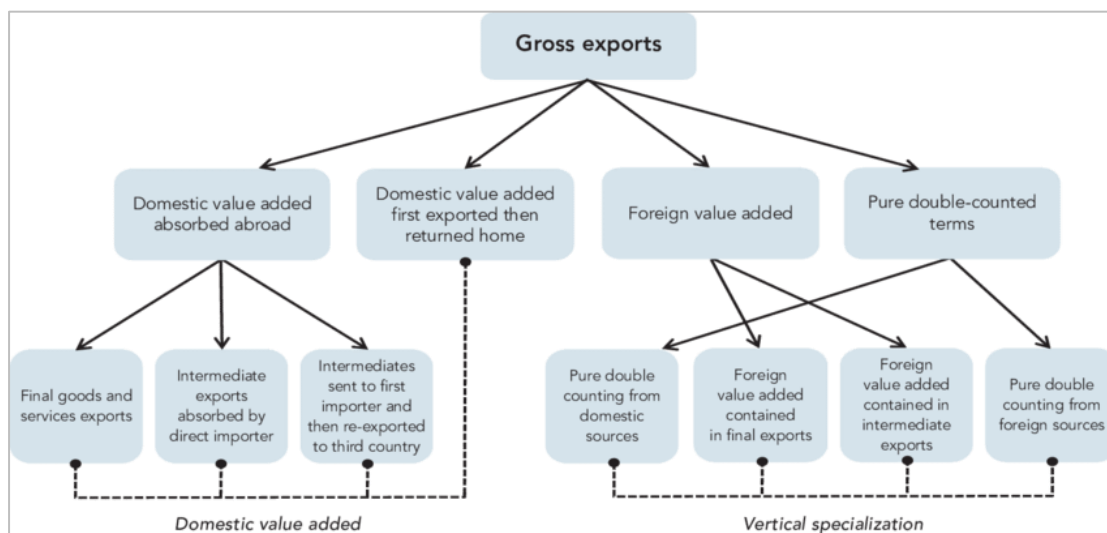 Gross exports
Domestic value added
absorbed abroad
Domestic value added
first exported then
returned home
Foreign value added
Pure double-counted
terms
Final goods and
services exports
Intermediate
exports
absorbed by
direct importer
Intermediates
sent to first
importer and
then re-exported
to third country
Pure double
counting from
domestic
sources
Foreign
value added
contained
in final exports
Foreign
value added
contained in
intermediate
exports
Pure double
counting from
foreign sources
Domestic value added
Vertical specialization